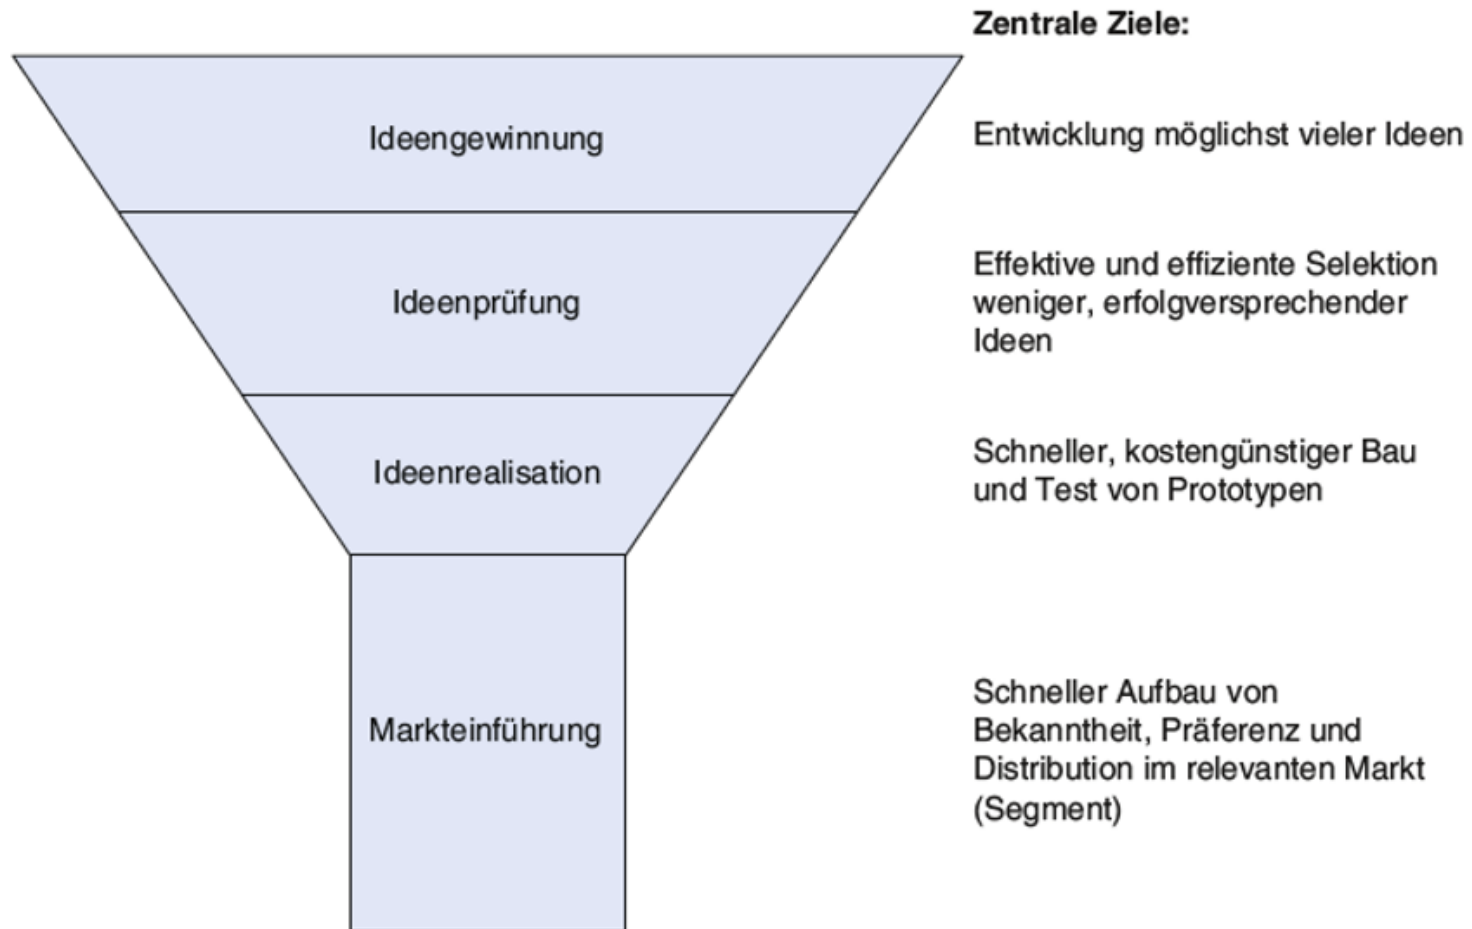 Zentrale Ziele:
Ideengewinnung
Entwicklung möglichst vieler Ideen
Ideenprüfung
Effektive und effiziente Selektion
weniger, erfolgversprechender
Ideen
Ideenrealisation
Schneller, kostengünstiger Bau
und Test von Prototypen
Markteinführung
Schneller Aufbau von
Bekanntheit, Präferenz und
Distribution im relevanten Markt
(Segment)